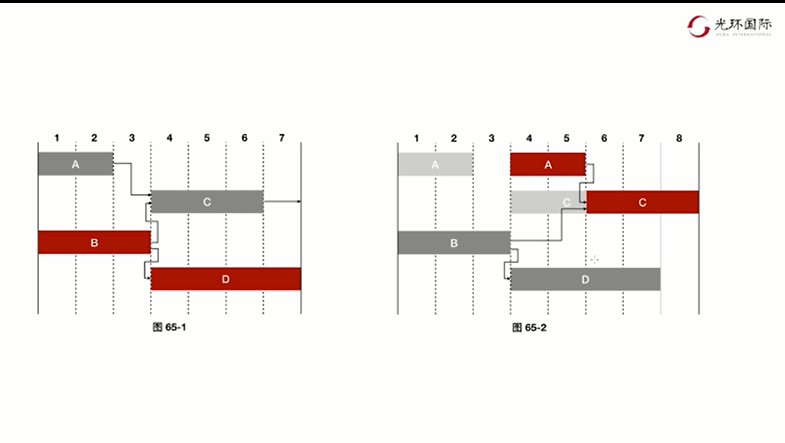 光环国际
AURA INTERNATIONAL
1 2 3 4 5 6 7
A
C
B
D
图 65-1
1 2 3 4 5 6 7 8
A A
C C
B
D
图 65-2